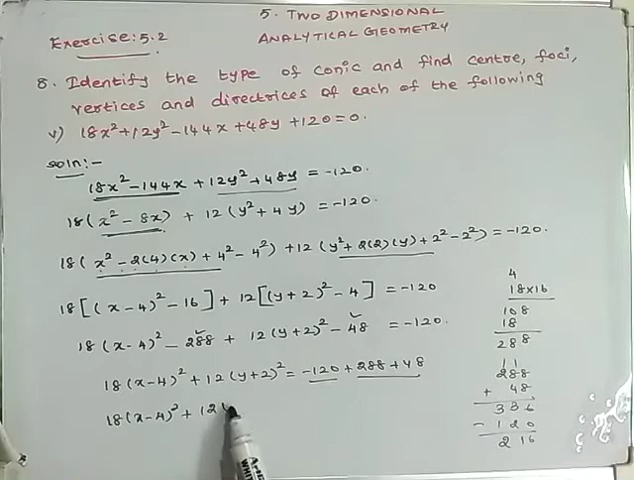 5. TWO DIMENSIONAL
ANALYTICAL GEOMETRY
Exercise: 5.2
8. Identify the type of conic and find centre, foci,
vertices and directrices of each of the following
v) 18x²+12y²-144x+48y+120=0.
soln:-
18x²-144x+12y²+48y=-120.
18(x²-8x)+12(y²+4y)=-120.
18(x²-2(4)(x)+4²-4²)+12(y²+2(2)(y)+2²-2²)=-120.
18[(x-4)²-16]+12[(y+2)²-4]=-120
18(x-4)²-288+12(y+2)²-48=-120.
18(x-4)²+12(y+2)²=-120+288+48
18(x-4)²+12(
4
18x16
108
18
288
11
288
+ 48
336
- 120
216